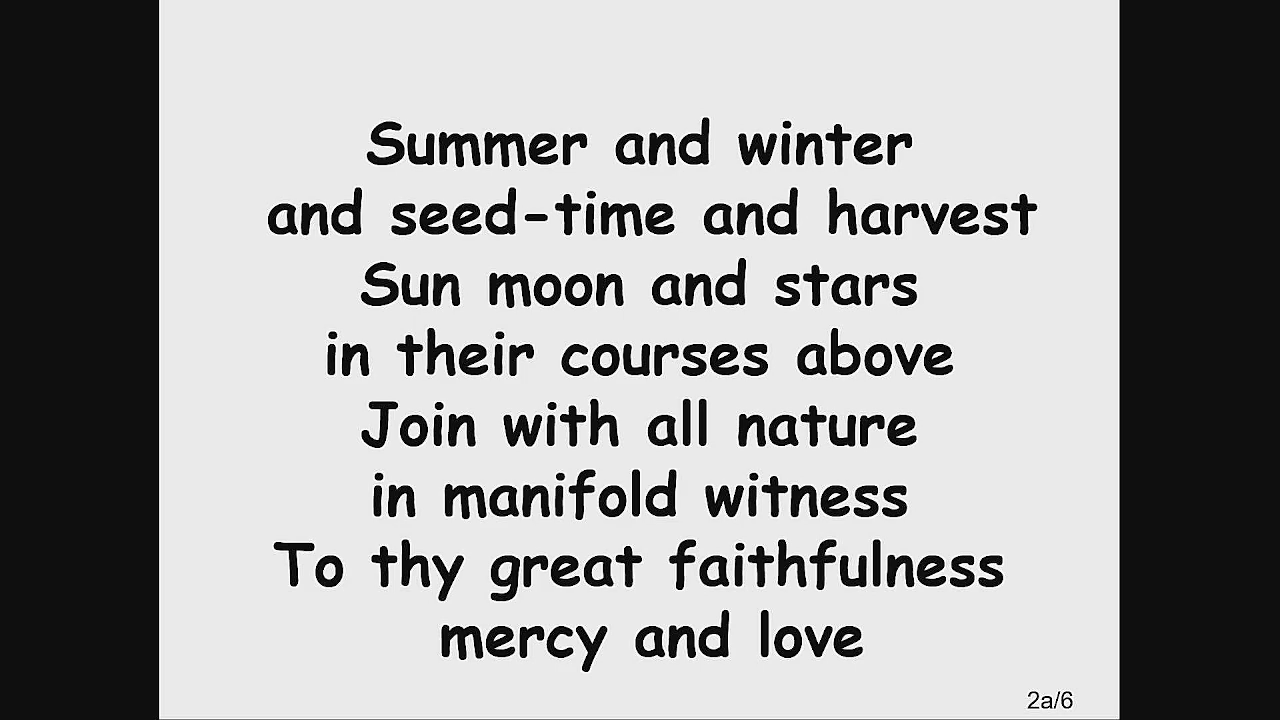 Summer and winter
and seed-time and harvest
Sun moon and stars
in their courses above
Join with all nature
in manifold witness
To thy great faithfulness
mercy and love
2a/6